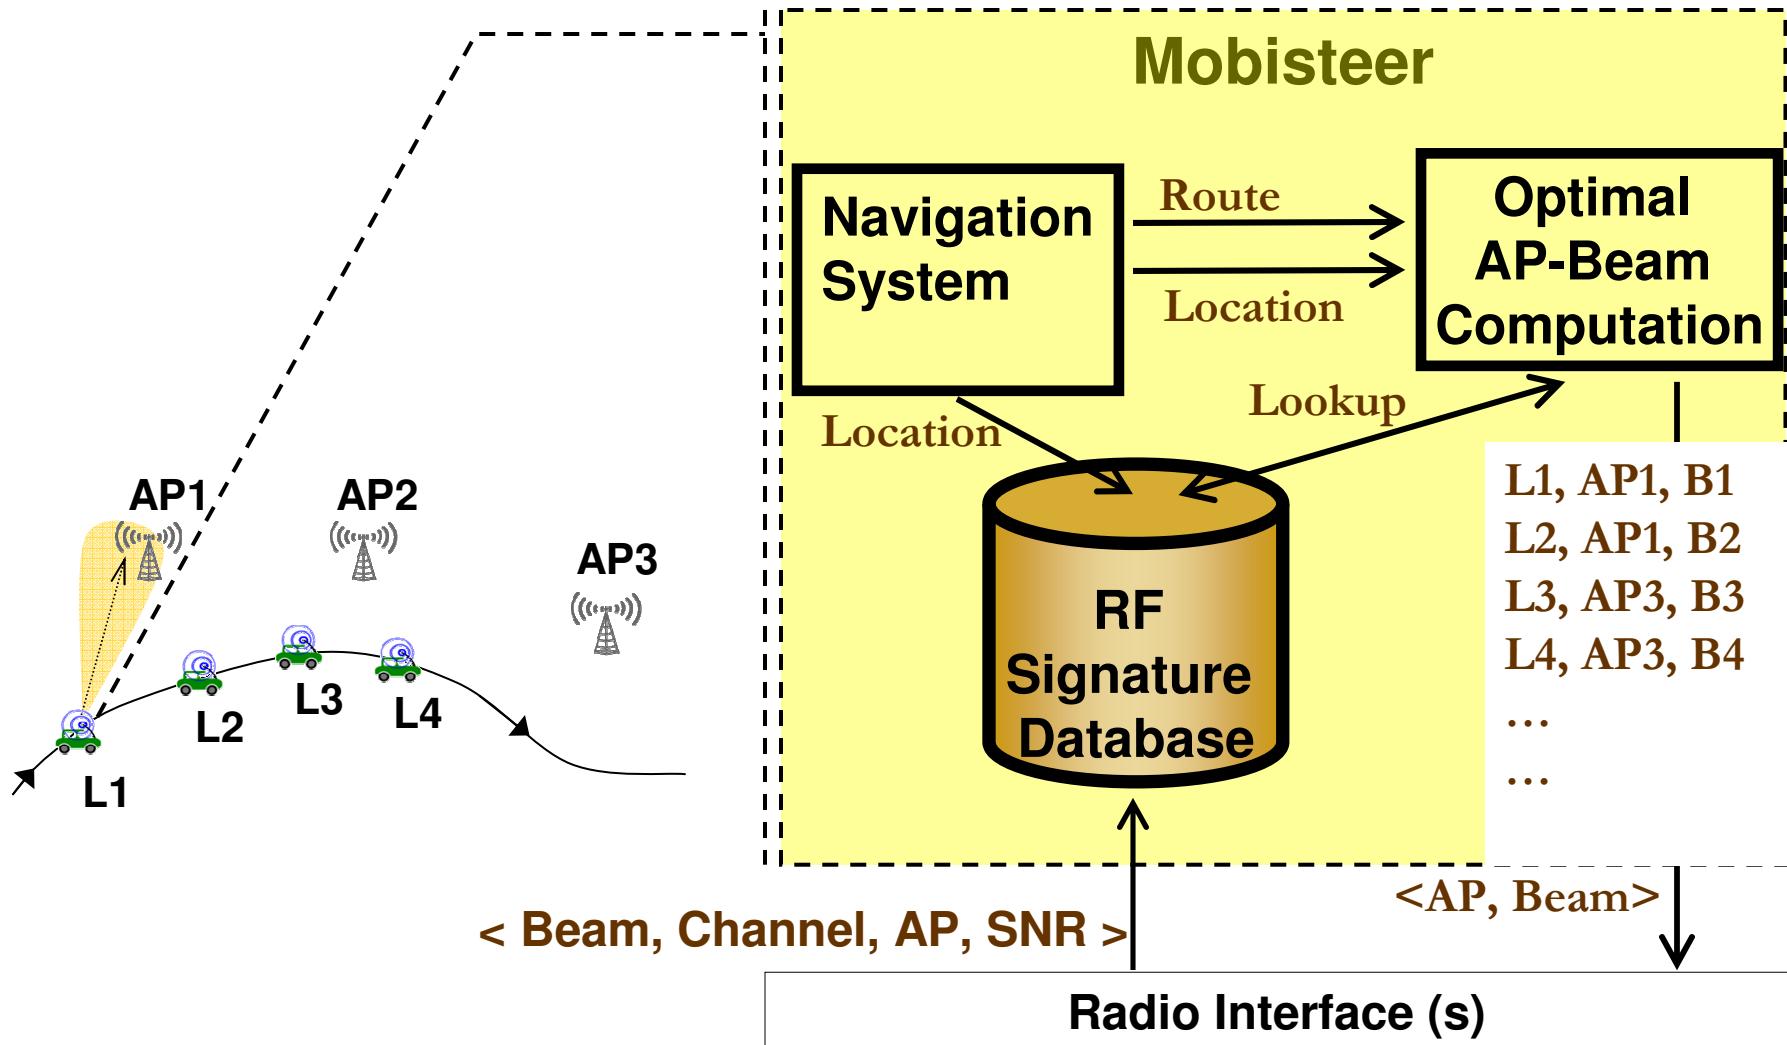 Mobisteer
Navigation
System
Route
Location
Optimal
AP-Beam
Computation
Location
Lookup
RF
Signature
Database
L1, AP1, B1
L2, AP1, B2
L3, AP3, B3
L4, AP3, B4
...
...
AP1
AP2
AP3
L1
L2
L3
L4
< Beam, Channel, AP, SNR >
<AP, Beam>
Radio Interface (s)